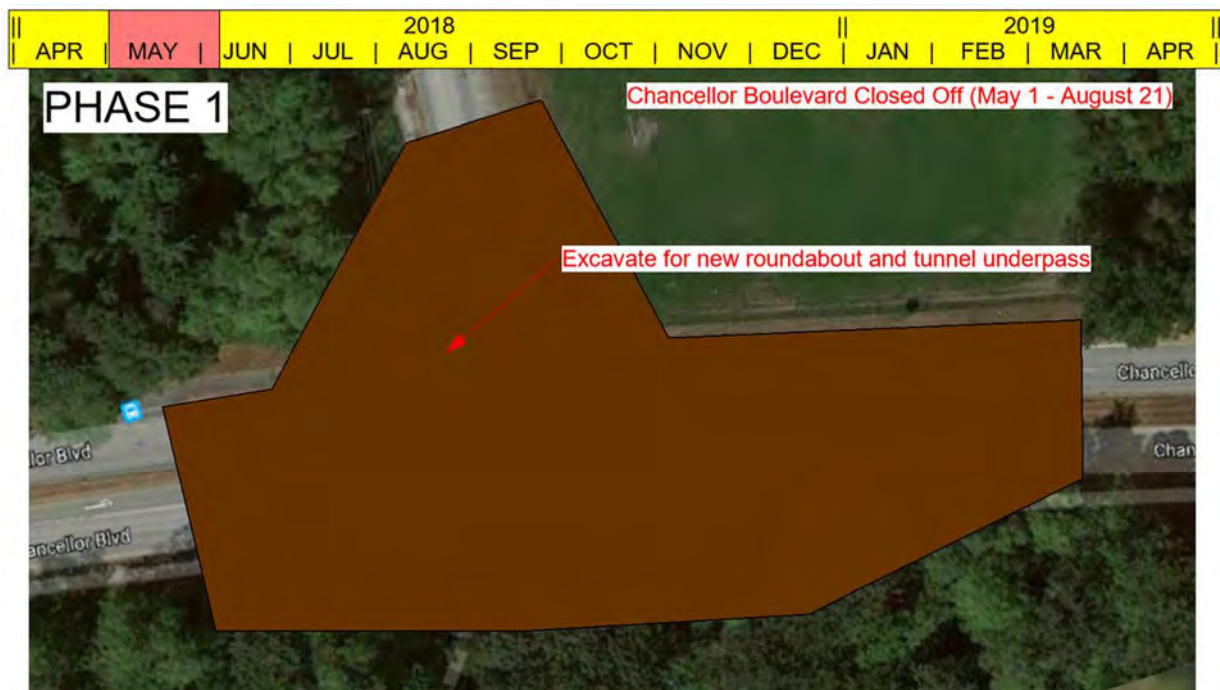 || 2018 || 2019 ||
| APR | MAY | JUN | JUL | AUG | SEP | OCT | NOV | DEC | JAN | FEB | MAR | APR |
PHASE 1
Chancellor Boulevard Closed Off (May 1 - August 21)
Excavate for new roundabout and tunnel underpass
Chancello
llor Blvd
Chan
ancellor Blvd